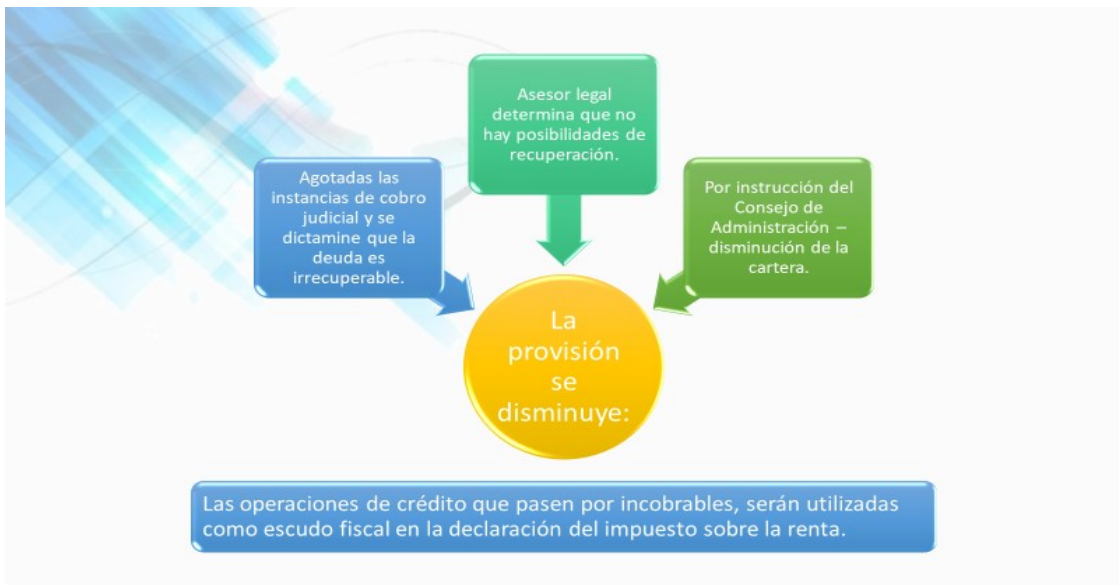 Asesor legal
determina que no
hay posibilidades de
recuperación.
Agotadas las
instancias de cobro
judicial y se
dictamine que la
deuda es
irrecuperable.
Por instrucción del
Consejo de
Administración –
disminución de la
cartera.
La
provisión
se
disminuye:
Las operaciones de crédito que pasen por incobrables, serán utilizadas
como escudo fiscal en la declaración del impuesto sobre la renta.